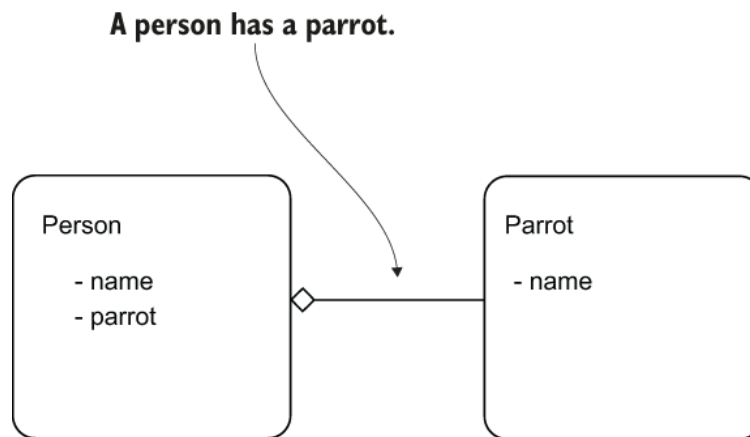 A person has a parrot.
Person
- name
- parrot
Parrot
- name